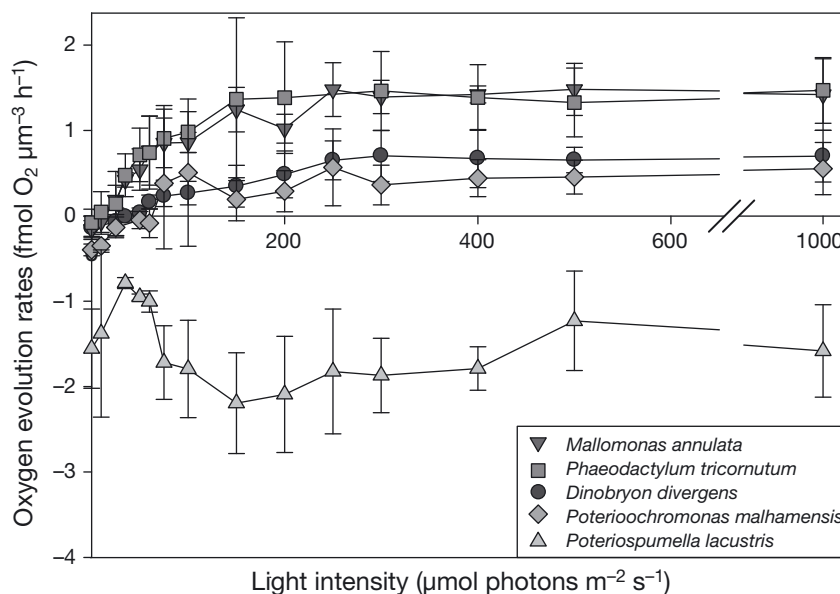 Oxygen evolution rates (fmol O₂ μm⁻³ h⁻¹)
2
1
0
–1
–2
–3
–4
200
400
600
1000
Mallomonas annulata
Phaeodactylum tricornutum
Dinobryon divergens
Poterioochromonas malhamensis
Poteriospumella lacustris
Light intensity (μmol photons m⁻² s⁻¹)